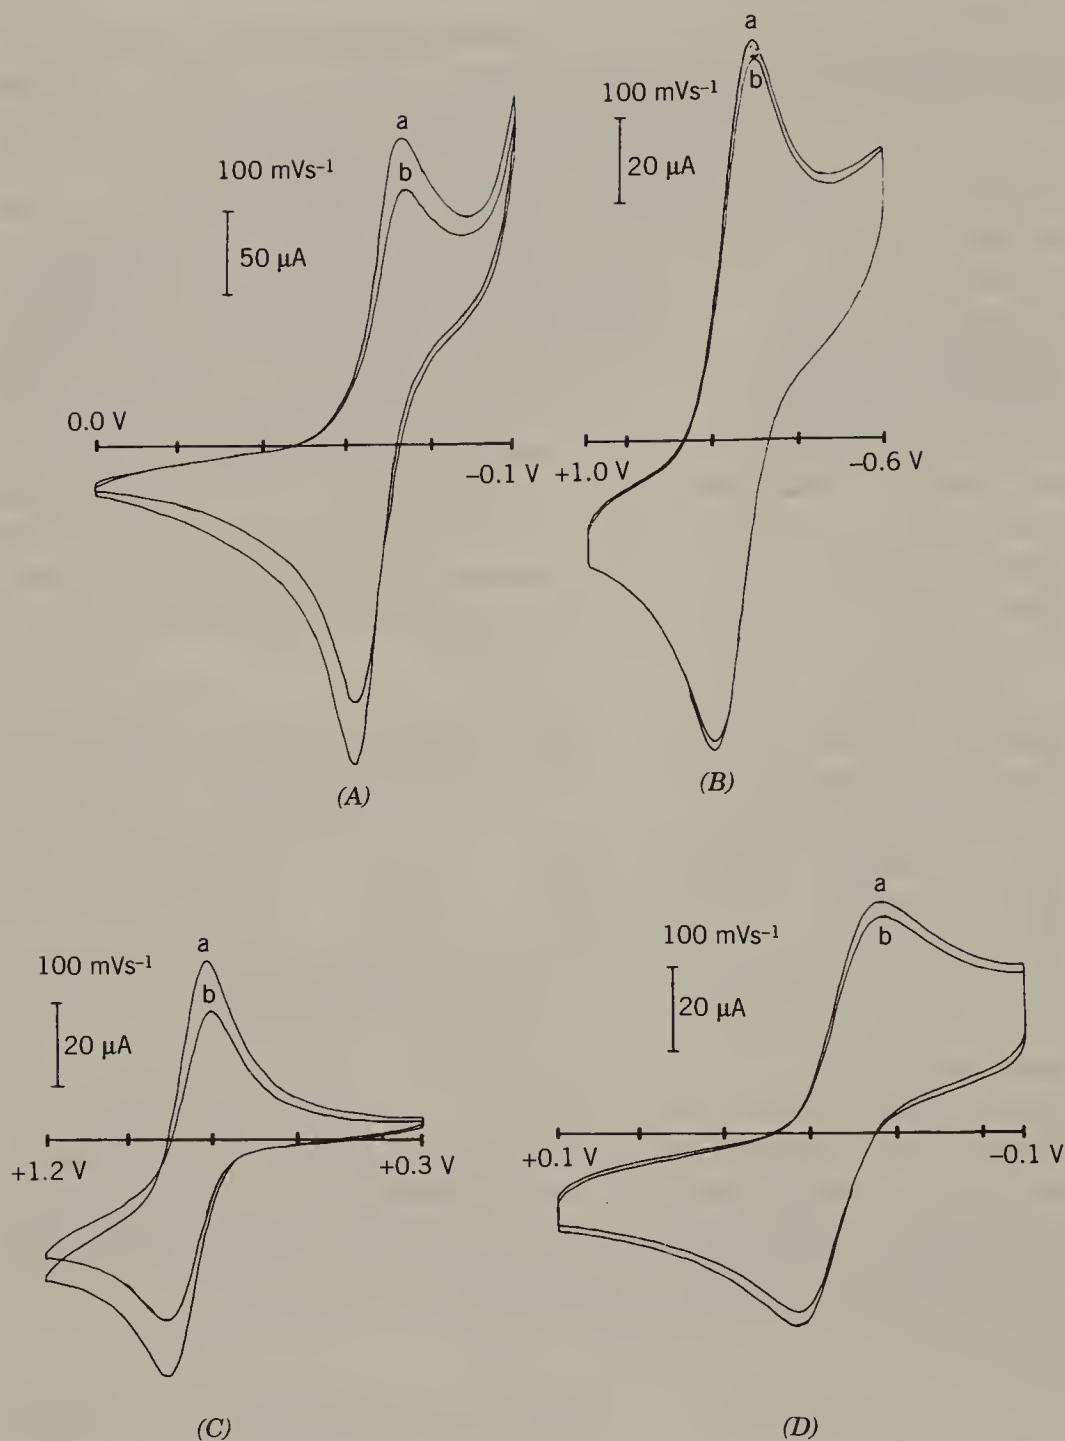 a
b
100 mVs⁻¹
50 μA
0.0 V
−0.1 V
(A)
a
b
100 mVs⁻¹
20 μA
+1.0 V
−0.6 V
(B)
a
b
100 mVs⁻¹
20 μA
+1.2 V
+0.3 V
(C)
a
b
100 mVs⁻¹
20 μA
+0.1 V
−0.1 V
(D)